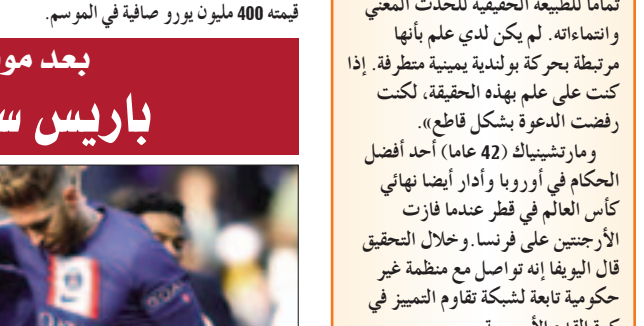 تماما للطبيعة الحقيقية للحدث المعني
وانتماءاته. لم يكن لدي علم بأنها
مرتبطة بحركة بولندية يمينية متطرفة. إذا
كنت على علم بهذه الحقيقة، لكنت
رفضت الدعوة بشكل قاطع».
ومارتشينياك (42 عاما) أحد أفضل
الحكام في أوروبا وأدار أيضا نهائي
كأس العالم في قطر عندما فازت
الأرجنتين على فرنسا.وخلال التحقيق
قال اليويفا إنه تواصل مع منظمة غير
حكومية تابعة لشبكة تقاوم التمييز في
قيمته 400 مليون يورو صافية في الموسم.
بعد
باريس